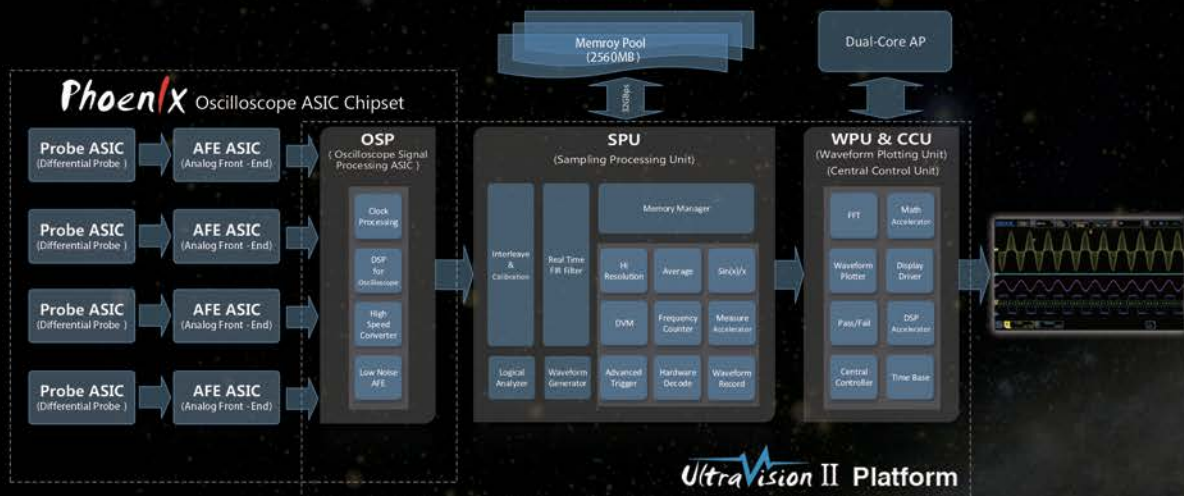 Memroy Pool
(2560MB)
Dual-Core AP
32GBps
Phoenix Oscilloscope ASIC Chipset
Probe ASIC
(Differential Probe )
AFE ASIC
(Analog Front -End)
Probe ASIC
(Differential Probe )
AFE ASIC
(Analog Front -End)
Probe ASIC
(Differential Probe )
AFE ASIC
(Analog Front -End)
Probe ASIC
(Differential Probe )
AFE ASIC
(Analog Front -End)
OSP
( Oscilloscope Signal
Processing ASIC )
Clock
Processing
DSP
for
Oscilloscope
High
Speed
Converter
Low Noise
AFE
SPU
(Sampling Processing Unit)
Interleave
&
Calibration
Real Time
FIR Filter
Memory Manager
Hi
Resolution
Average
Sin(x)/x
DVM
Frequency
Counter
Measure
Accelerator
Logical
Analyzer
Waveform
Generator
Advanced
Trigger
Hardware
Decode
Waveform
Record
WPU & CCU
(Waveform Plotting Unit)
(Central Control Unit)
FFT
Math
Accelerator
Waveform
Plotter
Display
Driver
Pass/Fail
DSP
Accelerator
Central
Controller
Time Base
UltraVision II Platform